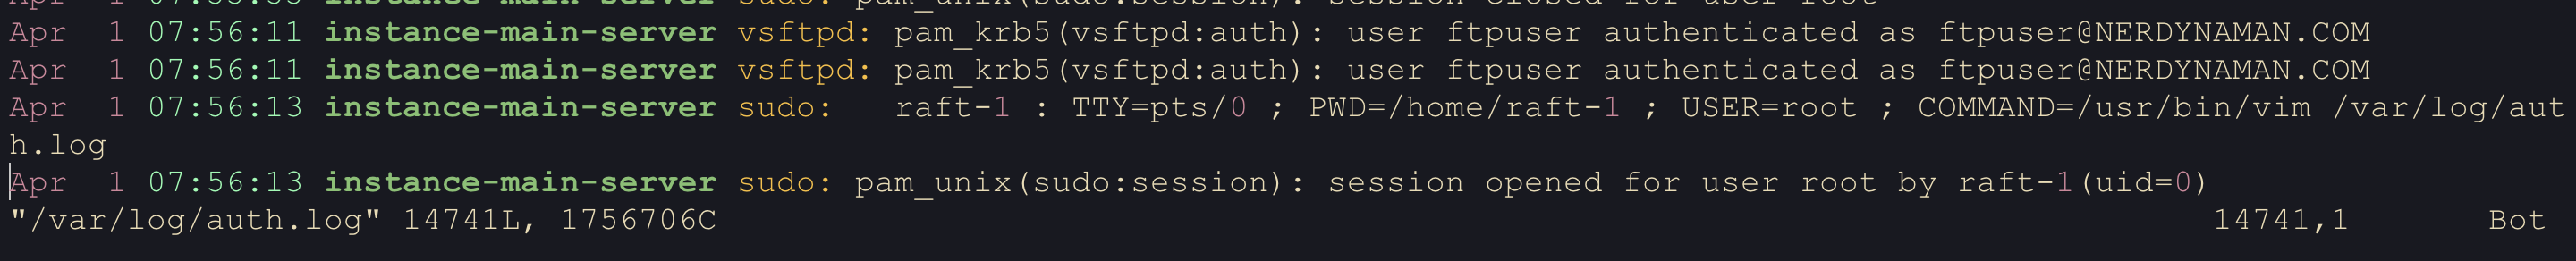 Apr  1 07:55:53 instance-main-server sudo: pam_unix(sudo:session): session closed for user root
Apr  1 07:56:11 instance-main-server vsftpd: pam_krb5(vsftpd:auth): user ftpuser authenticated as ftpuser@NERDYNAMAN.COM
Apr  1 07:56:11 instance-main-server vsftpd: pam_krb5(vsftpd:auth): user ftpuser authenticated as ftpuser@NERDYNAMAN.COM
Apr  1 07:56:13 instance-main-server sudo:   raft-1 : TTY=pts/0 ; PWD=/home/raft-1 ; USER=root ; COMMAND=/usr/bin/vim /var/log/aut
h.log
Apr  1 07:56:13 instance-main-server sudo: pam_unix(sudo:session): session opened for user root by raft-1(uid=0)
"/var/log/auth.log" 14741L, 1756706C 14741,1 Bot